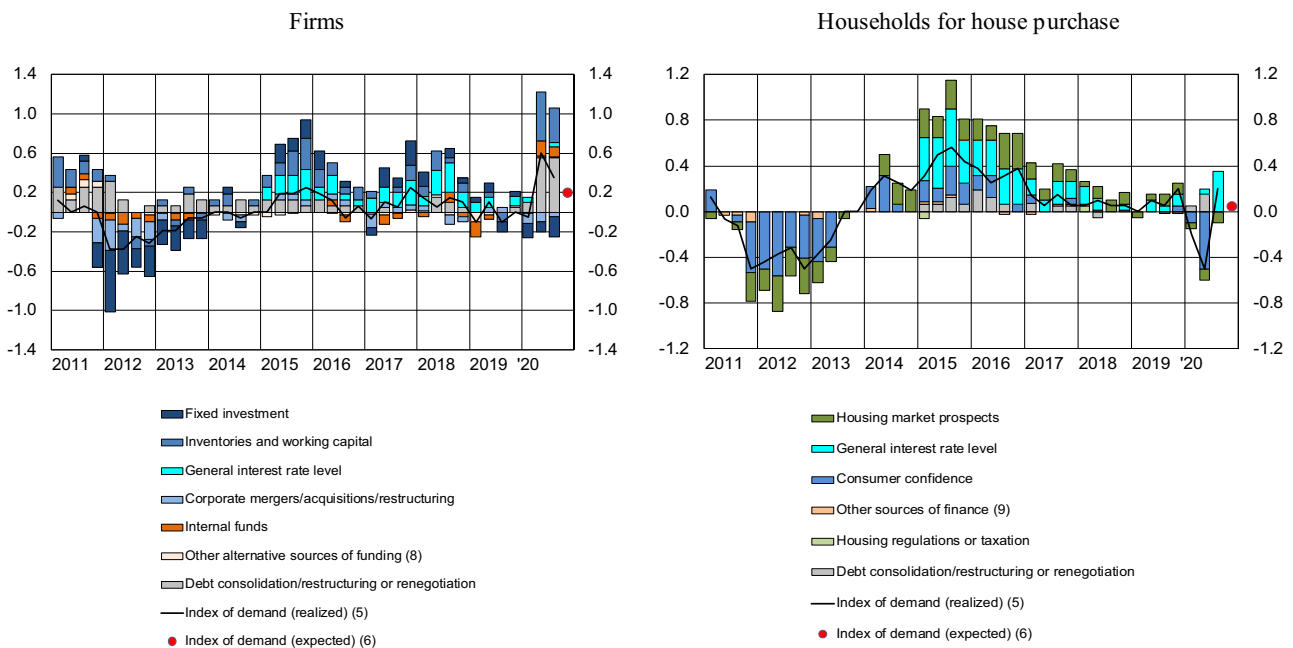 Firms
Households for house purchase
1.4
1.0
0.6
0.2
-0.2
-0.6
-1.0
-1.4
1.4
1.0
0.6
0.2
-0.2
-0.6
-1.0
-1.4
2011 2012 2013 2014 2015 2016 2017 2018 2019 '20
1.2
0.8
0.4
0.0
-0.4
-0.8
-1.2
1.2
0.8
0.4
0.0
-0.4
-0.8
-1.2
2011 2012 2013 2014 2015 2016 2017 2018 2019 '20
Fixed investment
Inventories and working capital
General interest rate level
Corporate mergers/acquisitions/restructuring
Internal funds
Other alternative sources of funding (8)
Debt consolidation/restructuring or renegotiation
Index of demand (realized) (5)
Index of demand (expected) (6)
Housing market prospects
General interest rate level
Consumer confidence
Other sources of finance (9)
Housing regulations or taxation
Debt consolidation/restructuring or renegotiation
Index of demand (realized) (5)
Index of demand (expected) (6)